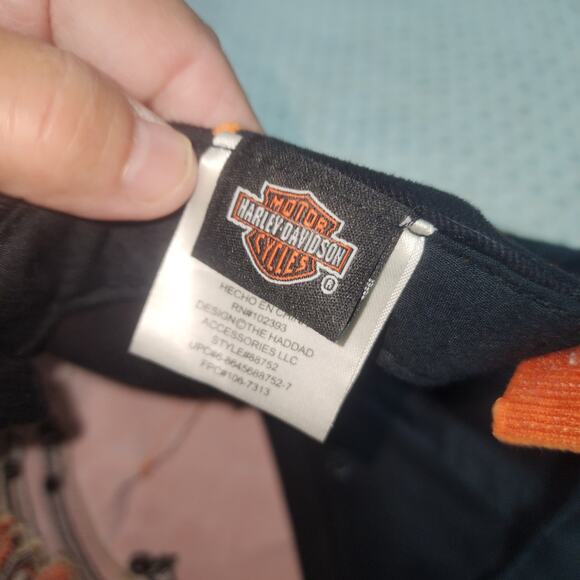 MOTOR
HARLEY-DAVIDSON
CYCLES
®
HECHO EN CHINA
RN#102393
DESIGN©THE HADDAD
ACCESSORIES LLC
STYLE#88752
UPC#6-8645688752-7
FPC#106-7313